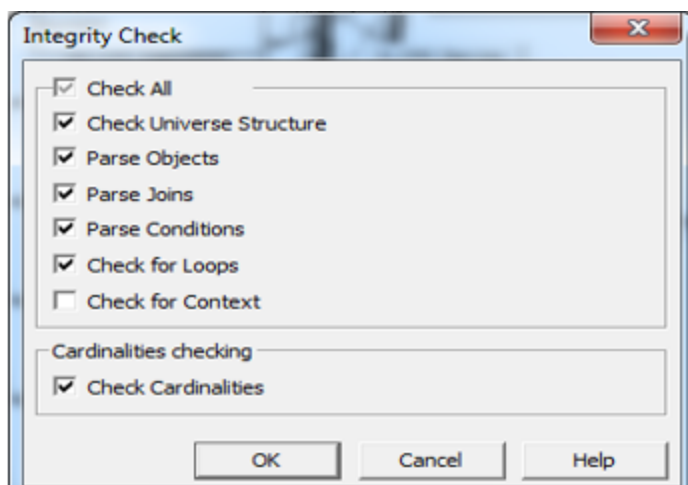 Integrity Check
Check All
Check Universe Structure
Parse Objects
Parse Joins
Parse Conditions
Check for Loops
Check for Context
Cardinalities checking
Check Cardinalities
OK
Cancel
Help